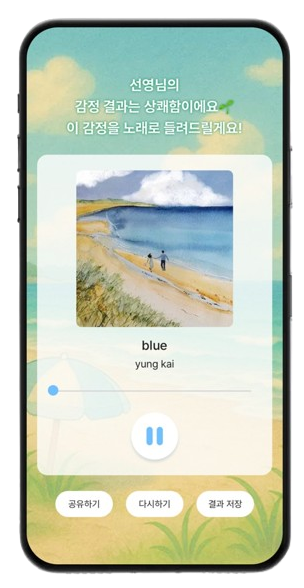 선영님의
감정 결과는 상쾌함이에요🌱
이 감정을 노래로 들려드릴게요!
blue
yung kai
공유하기
다시하기
결과 저장